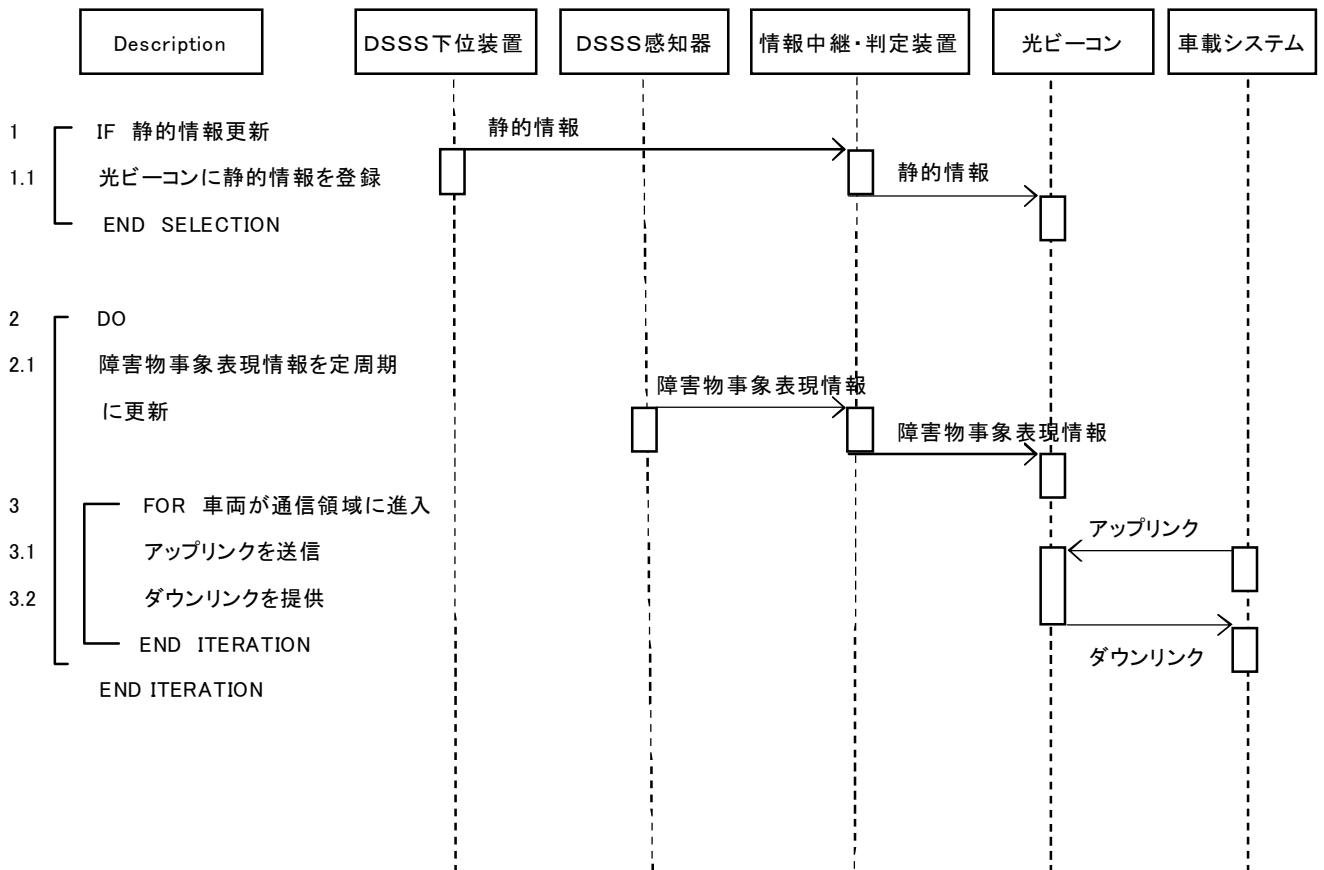 Description
DSSS下位装置
DSSS感知器
情報中継・判定装置
光ビーコン
車載システム
1 IF 静的情報更新
静的情報
1.1 光ビーコンに静的情報を登録
静的情報
END SELECTION
2 DO
2.1 障害物事象表現情報を定周期
に更新
障害物事象表現情報
障害物事象表現情報
3 FOR 車両が通信領域に進入
アップリンク
3.1 アップリンクを送信
3.2 ダウンリンクを提供
END ITERATION
ダウンリンク
END ITERATION